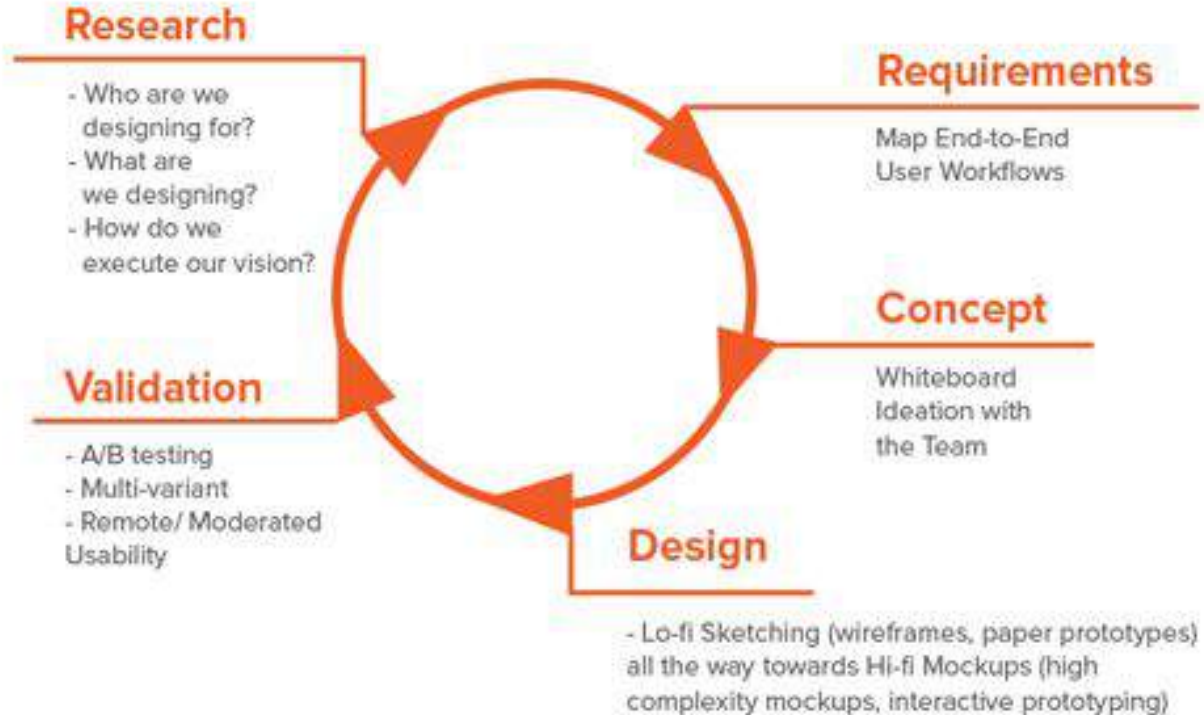 Research
- Who are we
designing for?
- What are
we designing?
- How do we
execute our vision?
Requirements
Map End-to-End
User Workflows
Concept
Whiteboard
Ideation with
the Team
Design
- Lo-fi Sketching (wireframes, paper prototypes)
all the way towards Hi-fi Mockups (high
complexity mockups, interactive prototyping)
Validation
- A/B testing
- Multi-variant
- Remote/ Moderated
Usability